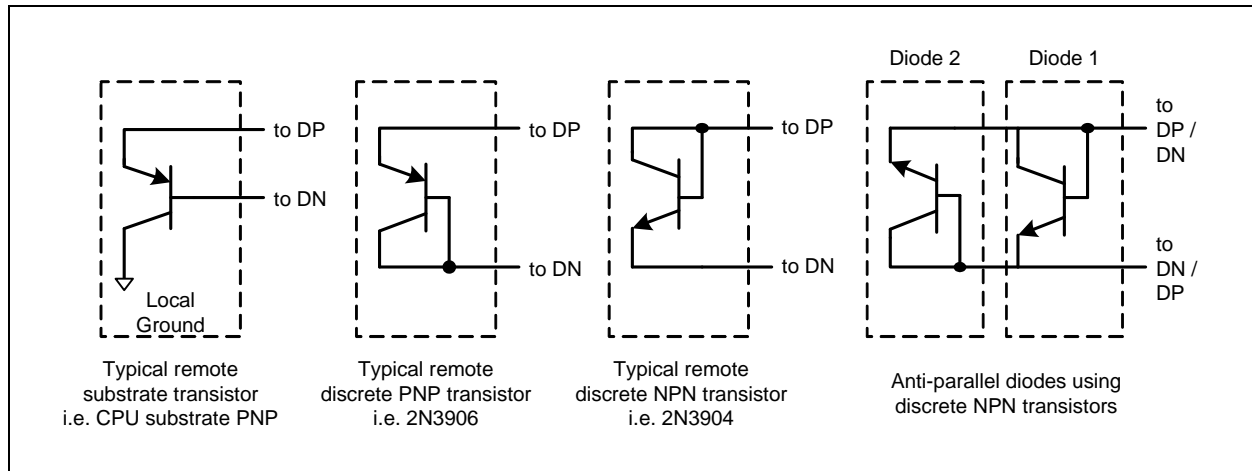 Diode 2
Diode 1
to DP
to DN
Local
Ground
to DP
to DN
to DP
to DN
to
DP /
DN
to
DN /
DP
Typical remote
substrate transistor
i.e. CPU substrate PNP
Typical remote
discrete PNP transistor
i.e. 2N3906
Typical remote
discrete NPN transistor
i.e. 2N3904
Anti-parallel diodes using
discrete NPN transistors